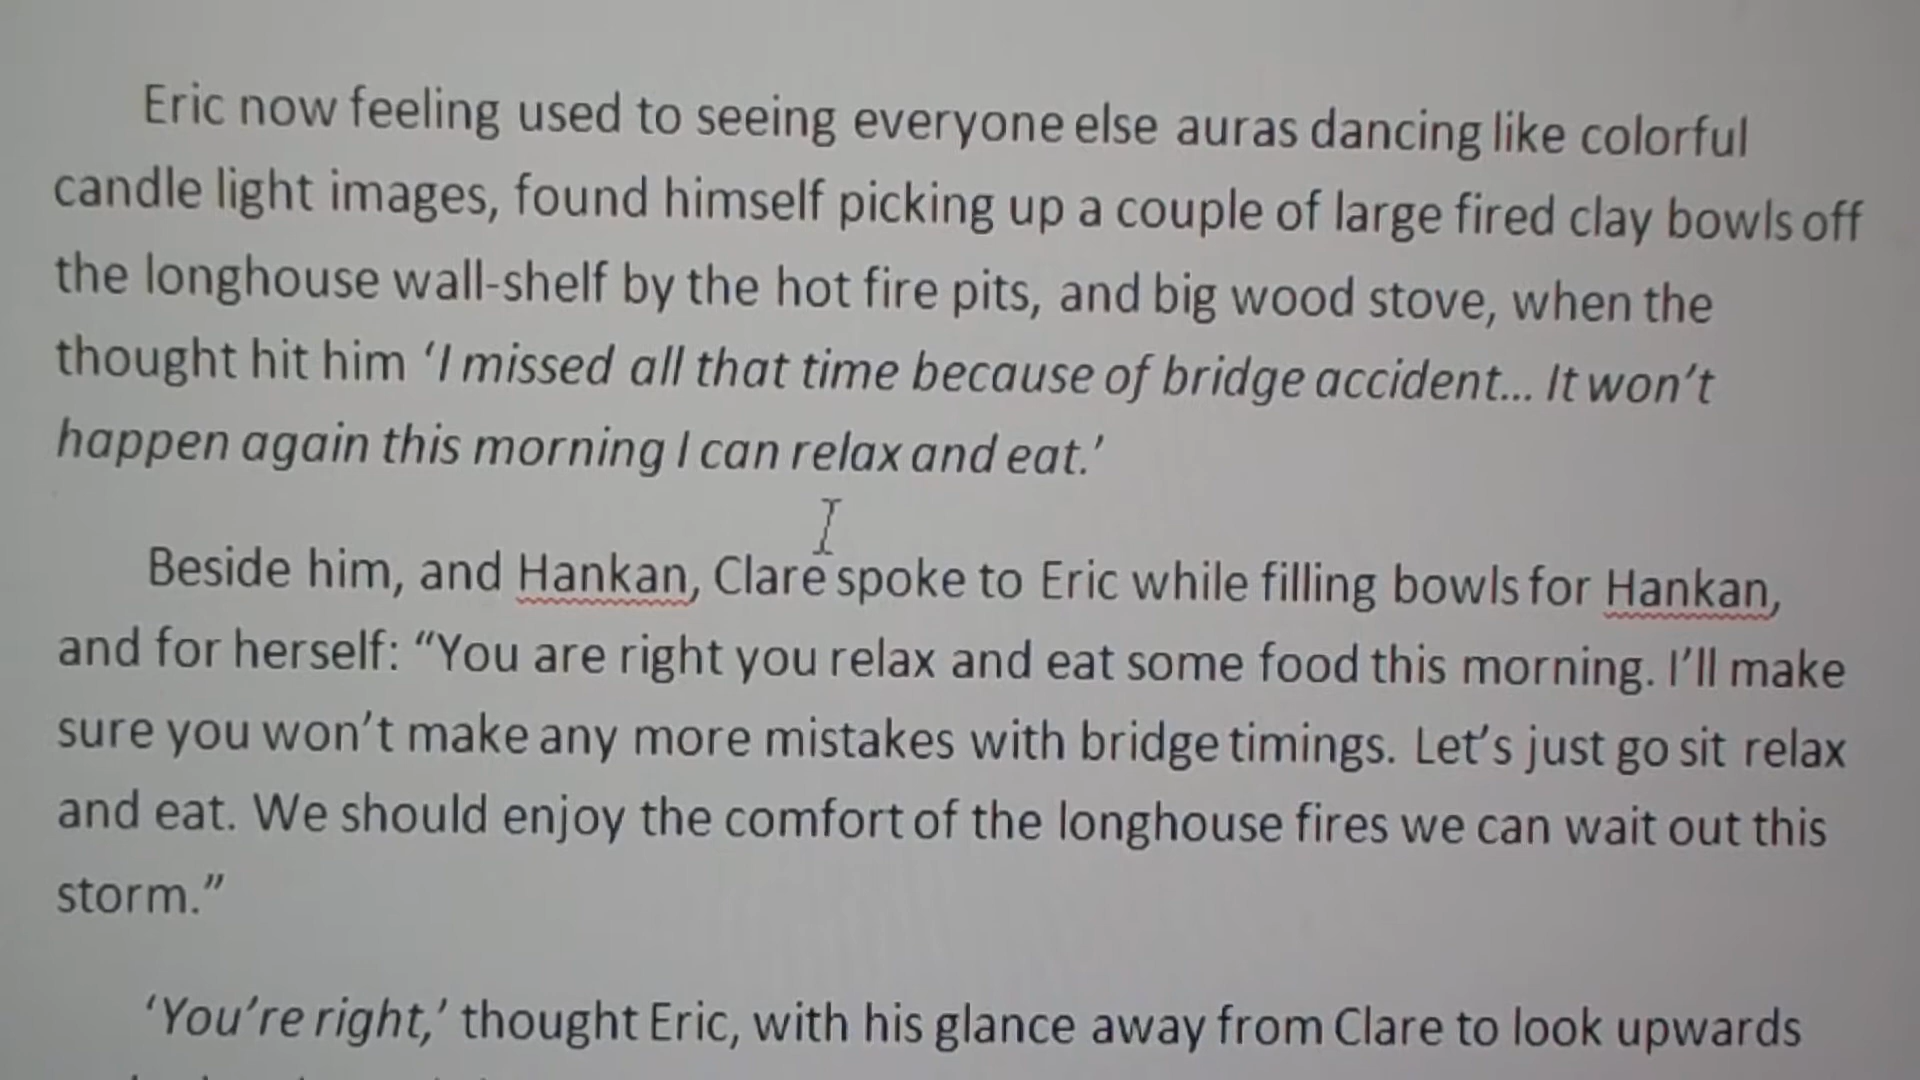 Eric now feeling used to seeing everyone else auras dancing like colorful
candle light images, found himself picking up a couple of large fired clay bowls off
the longhouse wall-shelf by the hot fire pits, and big wood stove, when the
thought hit him ‘I missed all that time because of bridge accident... It won’t
happen again this morning I can relax and eat.’
Beside him, and Hankan, Clare spoke to Eric while filling bowls for Hankan,
and for herself: “You are right you relax and eat some food this morning. I’ll make
sure you won’t make any more mistakes with bridge timings. Let’s just go sit relax
and eat. We should enjoy the comfort of the longhouse fires we can wait out this
storm.”
‘You’re right,’ thought Eric, with his glance away from Clare to look upwards